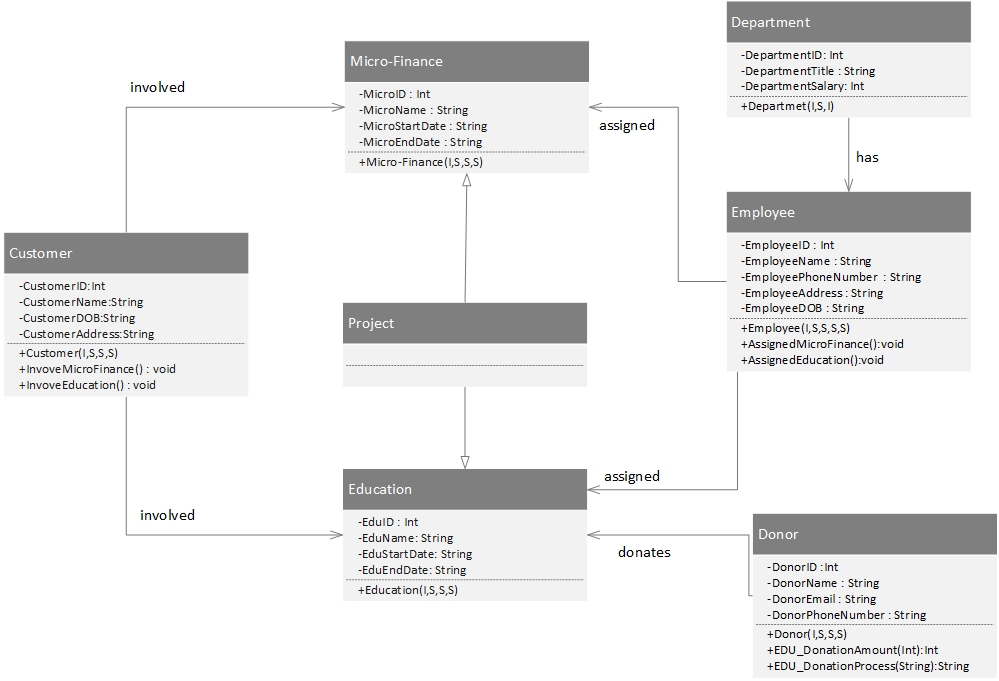 Department
-DepartmentID: Int
-DepartmentTitle : String
-DepartmentSalary: Int
+Departmet(I,S,I)
has
Micro-Finance
-MicroID : Int
-MicroName : String
-MicroStartDate : String
-MicroEndDate : String
+Micro-Finance(I,S,S,S)
involved
assigned
Employee
-EmployeeID : Int
-EmployeeName : String
-EmployeePhoneNumber : String
-EmployeeAddress : String
-EmployeeDOB : String
+Employee(I,S,S,S,S)
+AssignedMicroFinance():void
+AssignedEducation():void
Customer
-CustomerID:Int
-CustomerName:String
-CustomerDOB:String
-CustomerAddress:String
+Customer(I,S,S,S)
+InvoveMicroFinance() : void
+InvoveEducation() : void
Project
Education
-EduID : Int
-EduName: String
-EduStartDate: String
-EduEndDate: String
+Education(I,S,S,S)
assigned
involved
donates
Donor
-DonorID :Int
-DonorName : String
-DonorEmail : String
-DonorPhoneNumber : String
+Donor(I,S,S,S)
+EDU_DonationAmount(Int):Int
+EDU_DonationProcess(String):String